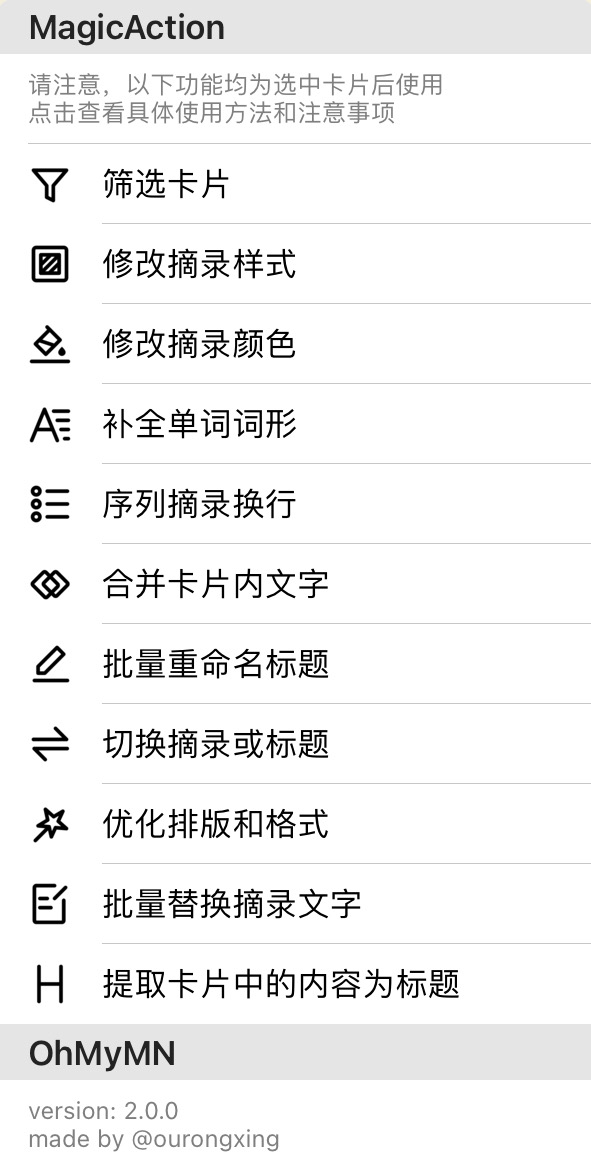 MagicAction
请注意，以下功能均为选中卡片后使用
点击查看具体使用方法和注意事项
筛选卡片
修改摘录样式
修改摘录颜色
补全单词词形
序列摘录换行
合并卡片内文字
批量重命名标题
切换摘录或标题
优化排版和格式
批量替换摘录文字
提取卡片中的内容为标题
OhMyMN
version: 2.0.0
made by @ourongxing